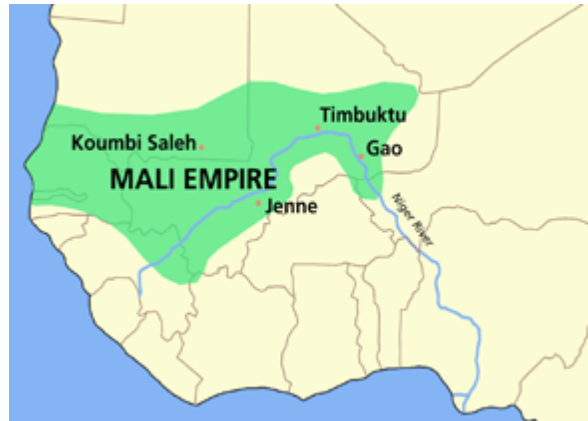 Timbuktu
Koumbi Saleh
Gao
MALI EMPIRE
Jenne
Niger River